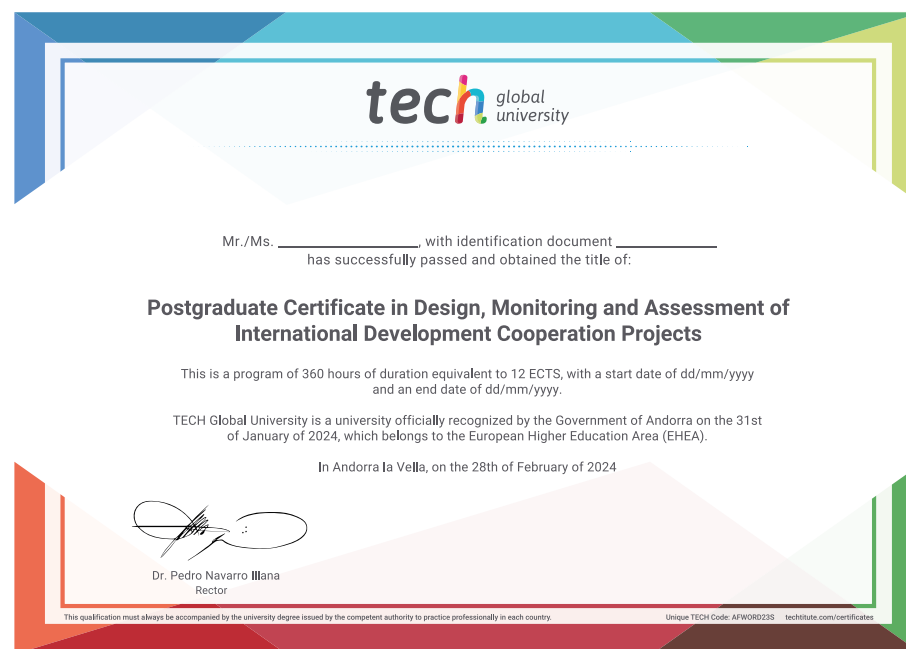 tech global
university
Mr./Ms. ________________, with identification document ____________
has successfully passed and obtained the title of:
Postgraduate Certificate in Design, Monitoring and Assessment of
International Development Cooperation Projects
This is a program of 360 hours of duration equivalent to 12 ECTS, with a start date of dd/mm/yyyy
and an end date of dd/mm/yyyy.
TECH Global University is a university officially recognized by the Government of Andorra on the 31st
of January of 2024, which belongs to the European Higher Education Area (EHEA).
In Andorra la Vella, on the 28th of February of 2024
Dr. Pedro Navarro Illana
Rector
This qualification must always be accompanied by the university degree issued by the competent authority to practice professionally in each country.
Unique TECH Code: AFWORD23S techtitute.com/certificates